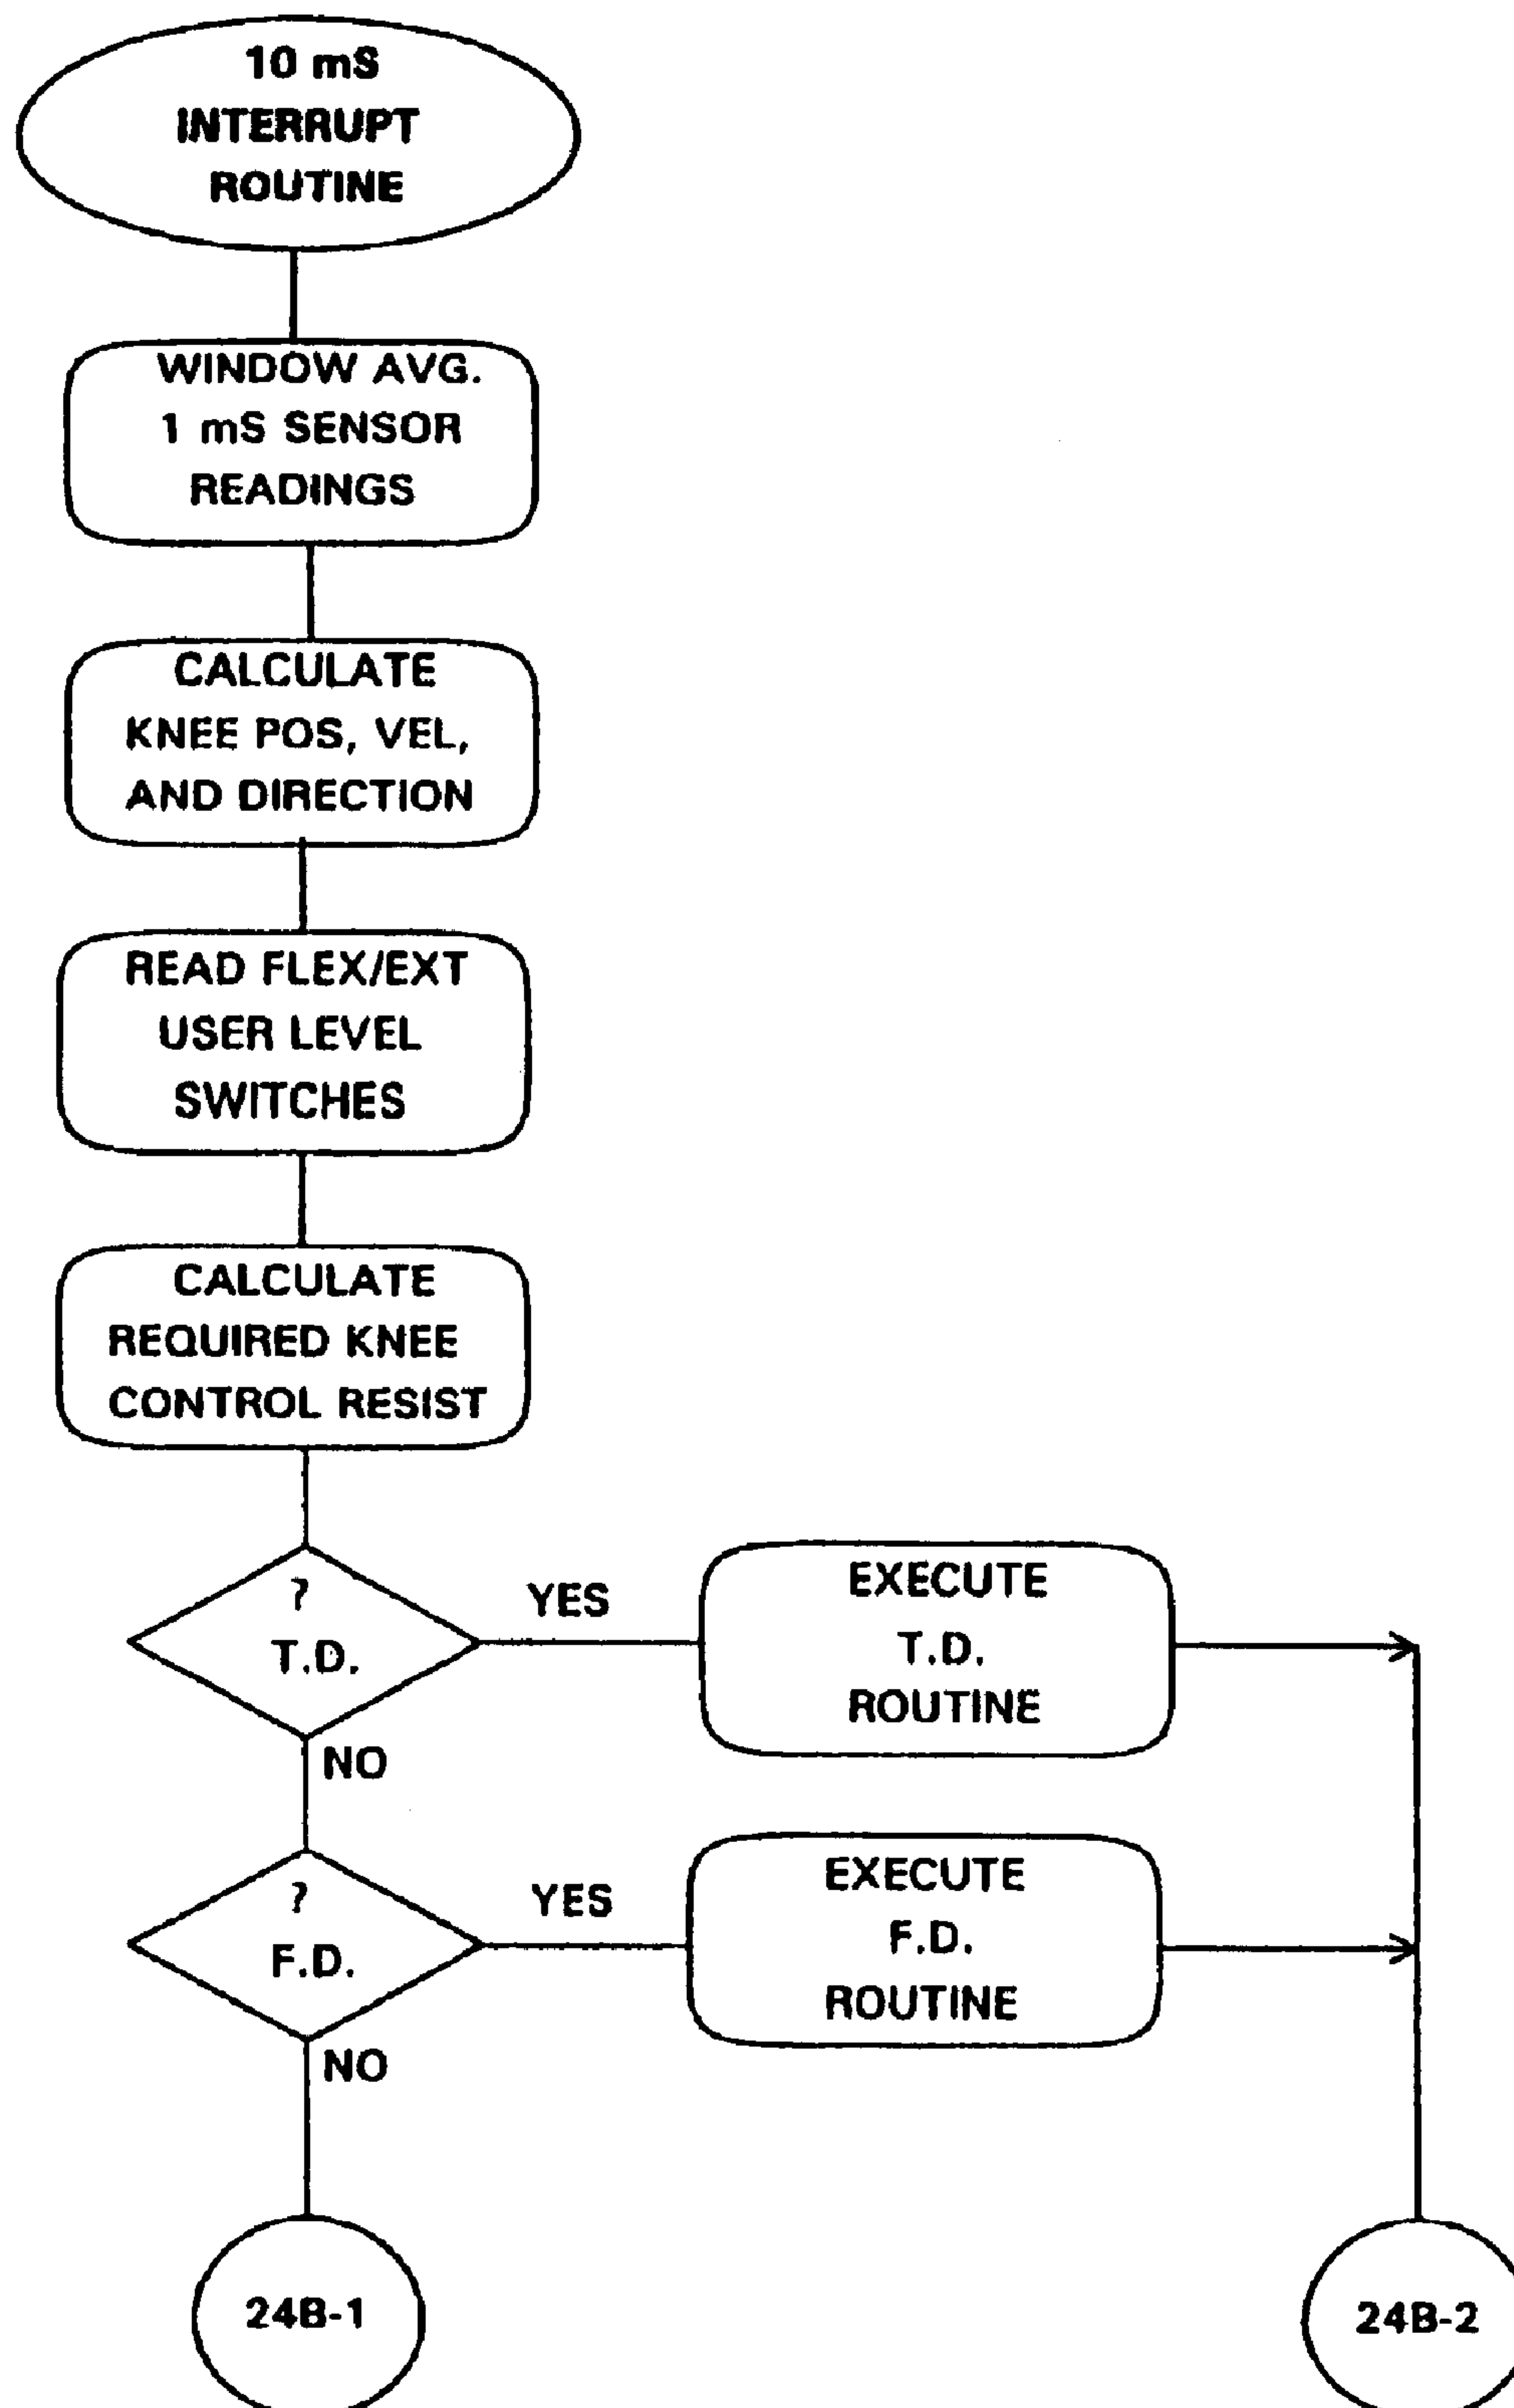 10 mS
INTERRUPT
ROUTINE
WINDOW AVG.
1 mS SENSOR
READINGS
CALCULATE
KNEE POS, VEL,
AND DIRECTION
READ FLEX/EXT
USER LEVEL
SWITCHES
CALCULATE
REQUIRED KNEE
CONTROL RESIST
?
T.D.
YES
EXECUTE
T.D.
ROUTINE
NO
?
F.D.
YES
EXECUTE
F.D.
ROUTINE
NO
24B-1
24B-2